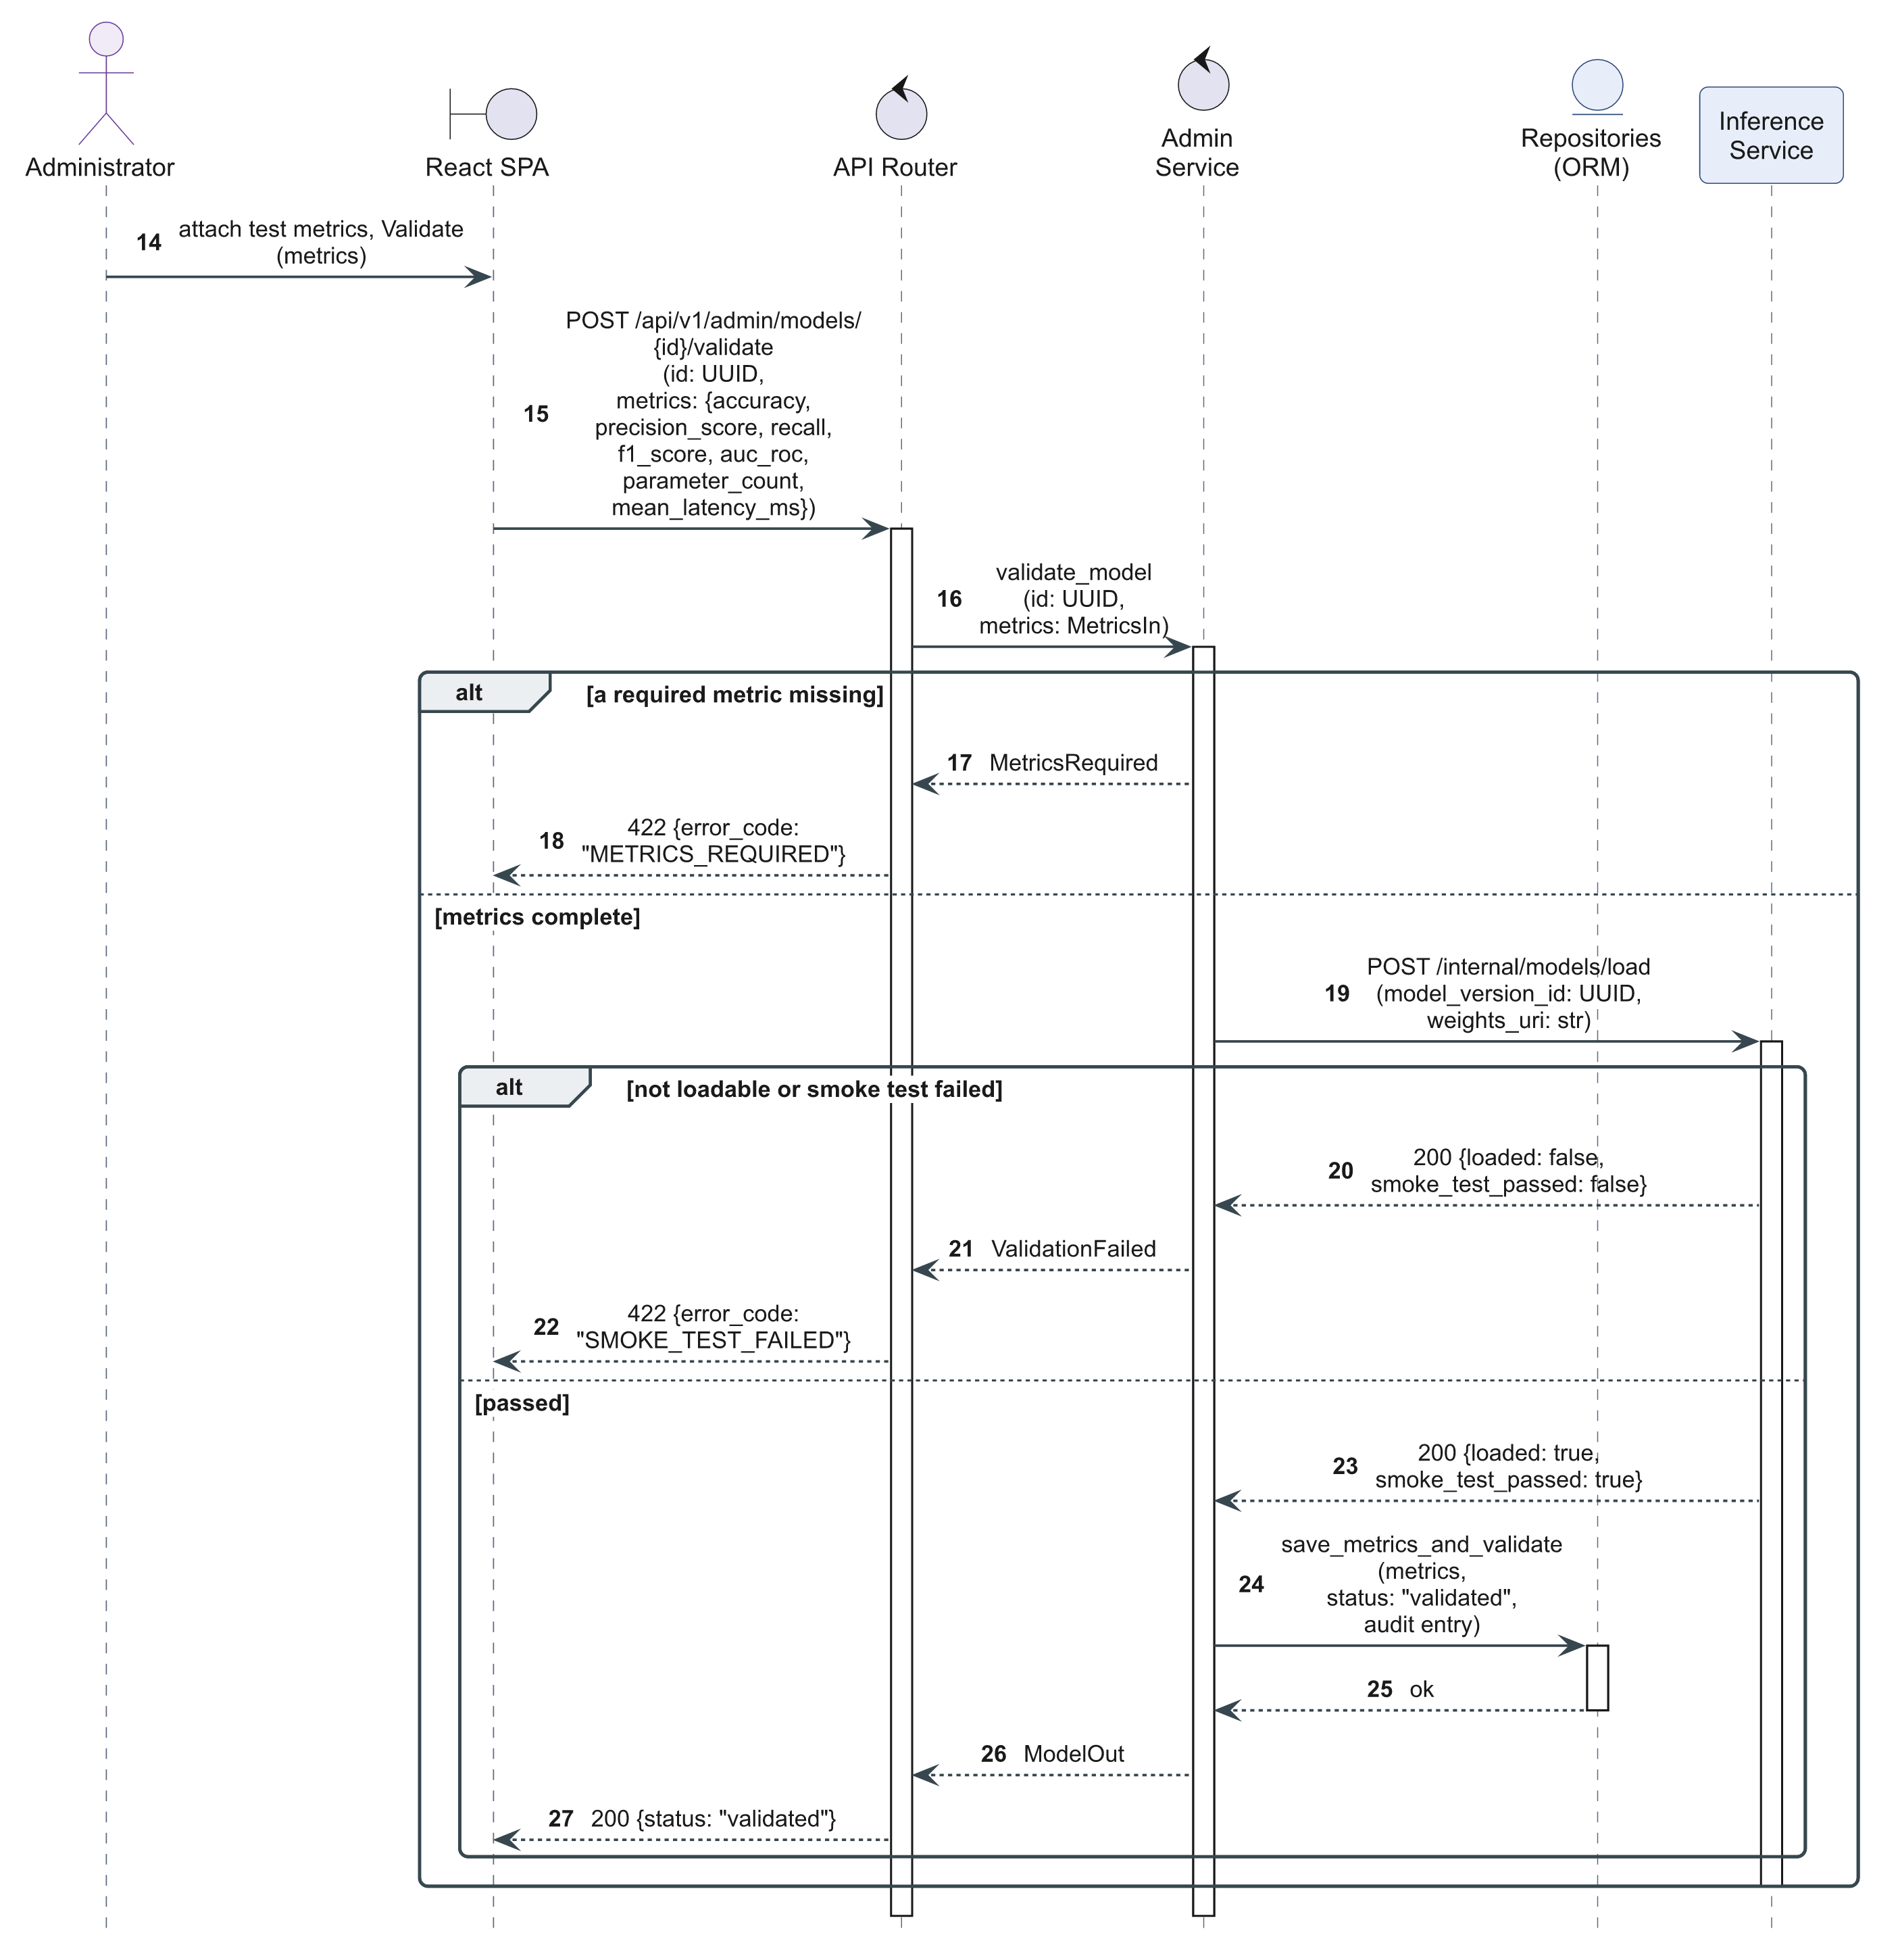 Administrator
React SPA
API Router
Admin
Service
Repositories
(ORM)
Inference
Service
14 attach test metrics, Validate
(metrics)
15 POST /api/v1/admin/models/
{id}/validate
(id: UUID,
metrics: {accuracy,
precision_score, recall,
f1_score, auc_roc,
parameter_count,
mean_latency_ms})
16 validate_model
(id: UUID,
metrics: MetricsIn)
alt [a required metric missing]
17 MetricsRequired
18 422 {error_code:
"METRICS_REQUIRED"}
[metrics complete]
19 POST /internal/models/load
(model_version_id: UUID,
weights_uri: str)
alt [not loadable or smoke test failed]
20 200 {loaded: false,
smoke_test_passed: false}
21 ValidationFailed
22 422 {error_code:
"SMOKE_TEST_FAILED"}
[passed]
23 200 {loaded: true,
smoke_test_passed: true}
24 save_metrics_and_validate
(metrics,
status: "validated",
audit entry)
25 ok
26 ModelOut
27 200 {status: "validated"}